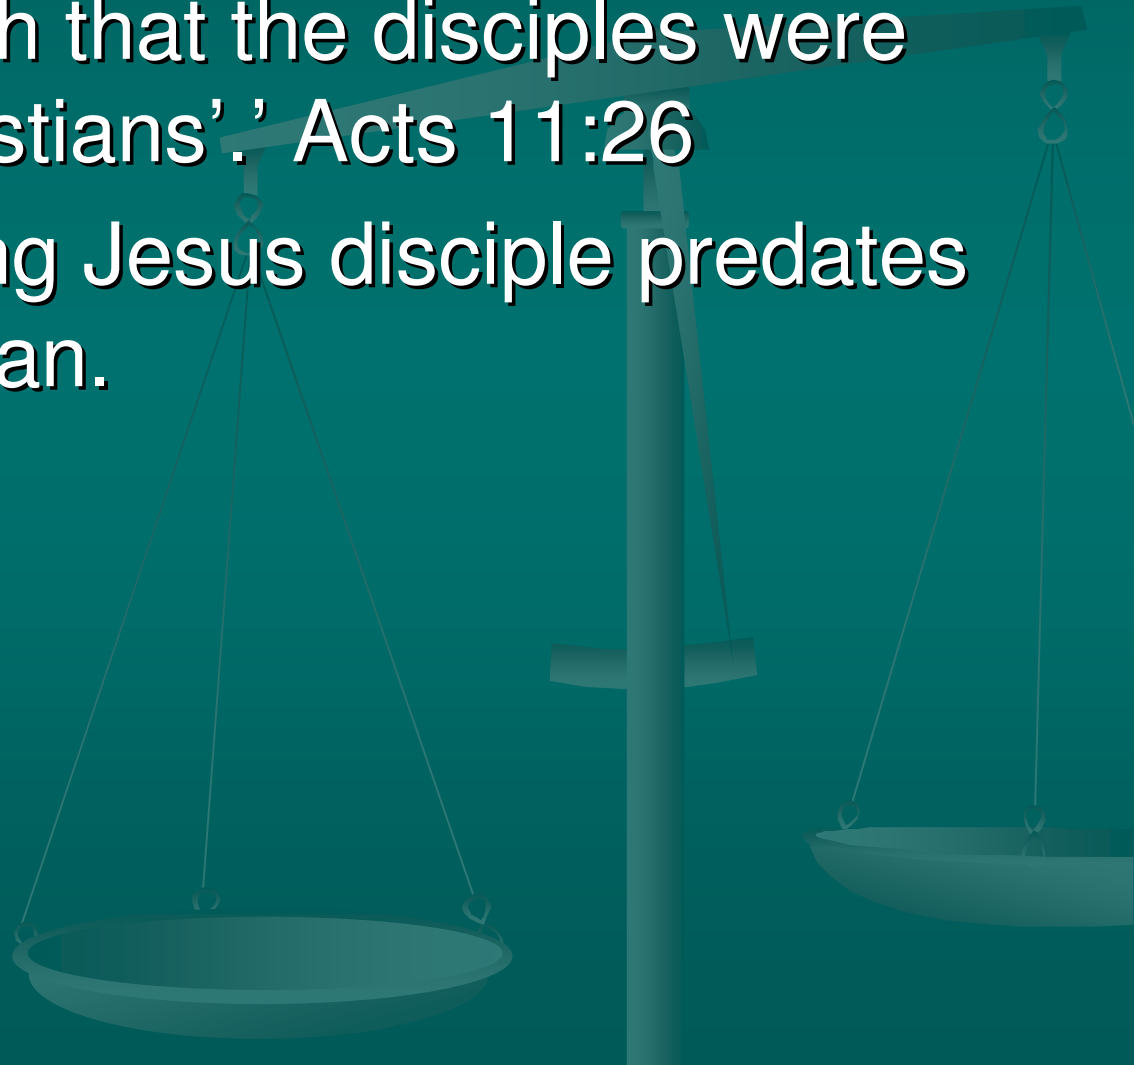 h that the disciples were
stians’.’ Acts 11:26
ng Jesus disciple predates
an.